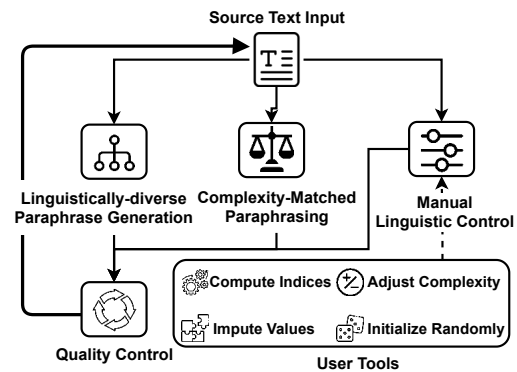 Source Text Input
T
Linguistically-diverse
Paraphrase Generation
Complexity-Matched
Paraphrasing
Manual
Linguistic Control
Compute Indices
+/- Adjust Complexity
Impute Values
Initialize Randomly
Quality Control
User Tools